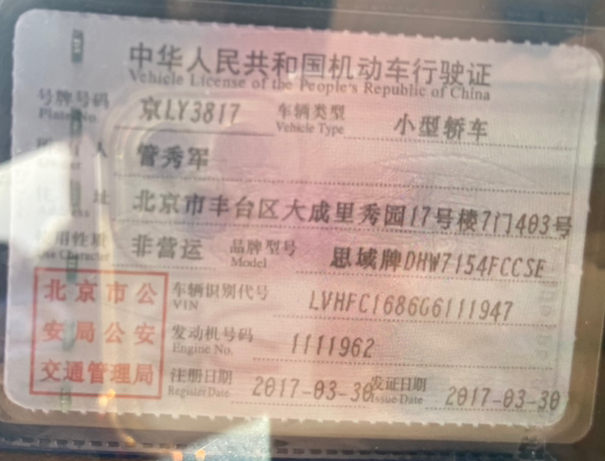 中华人民共和国机动车行驶证
Vehicle License of the People's Republic of China
号牌号码 京LY3817 车辆类型 小型轿车
Plate No. Vehicle Type
人 管秀军
址 北京市丰台区大成里秀园17号楼7门403号
用性质 非营运 品牌型号 思域牌DHW7154FCCSE
Use Character Model
北京市公
安局公安
交通管理局
车辆识别代号 LVHFC1686G6111947
VIN
发动机号码 1111962
Engine No.
注册日期 2017-03-30 发证日期 2017-03-30
Register Date Issue Date